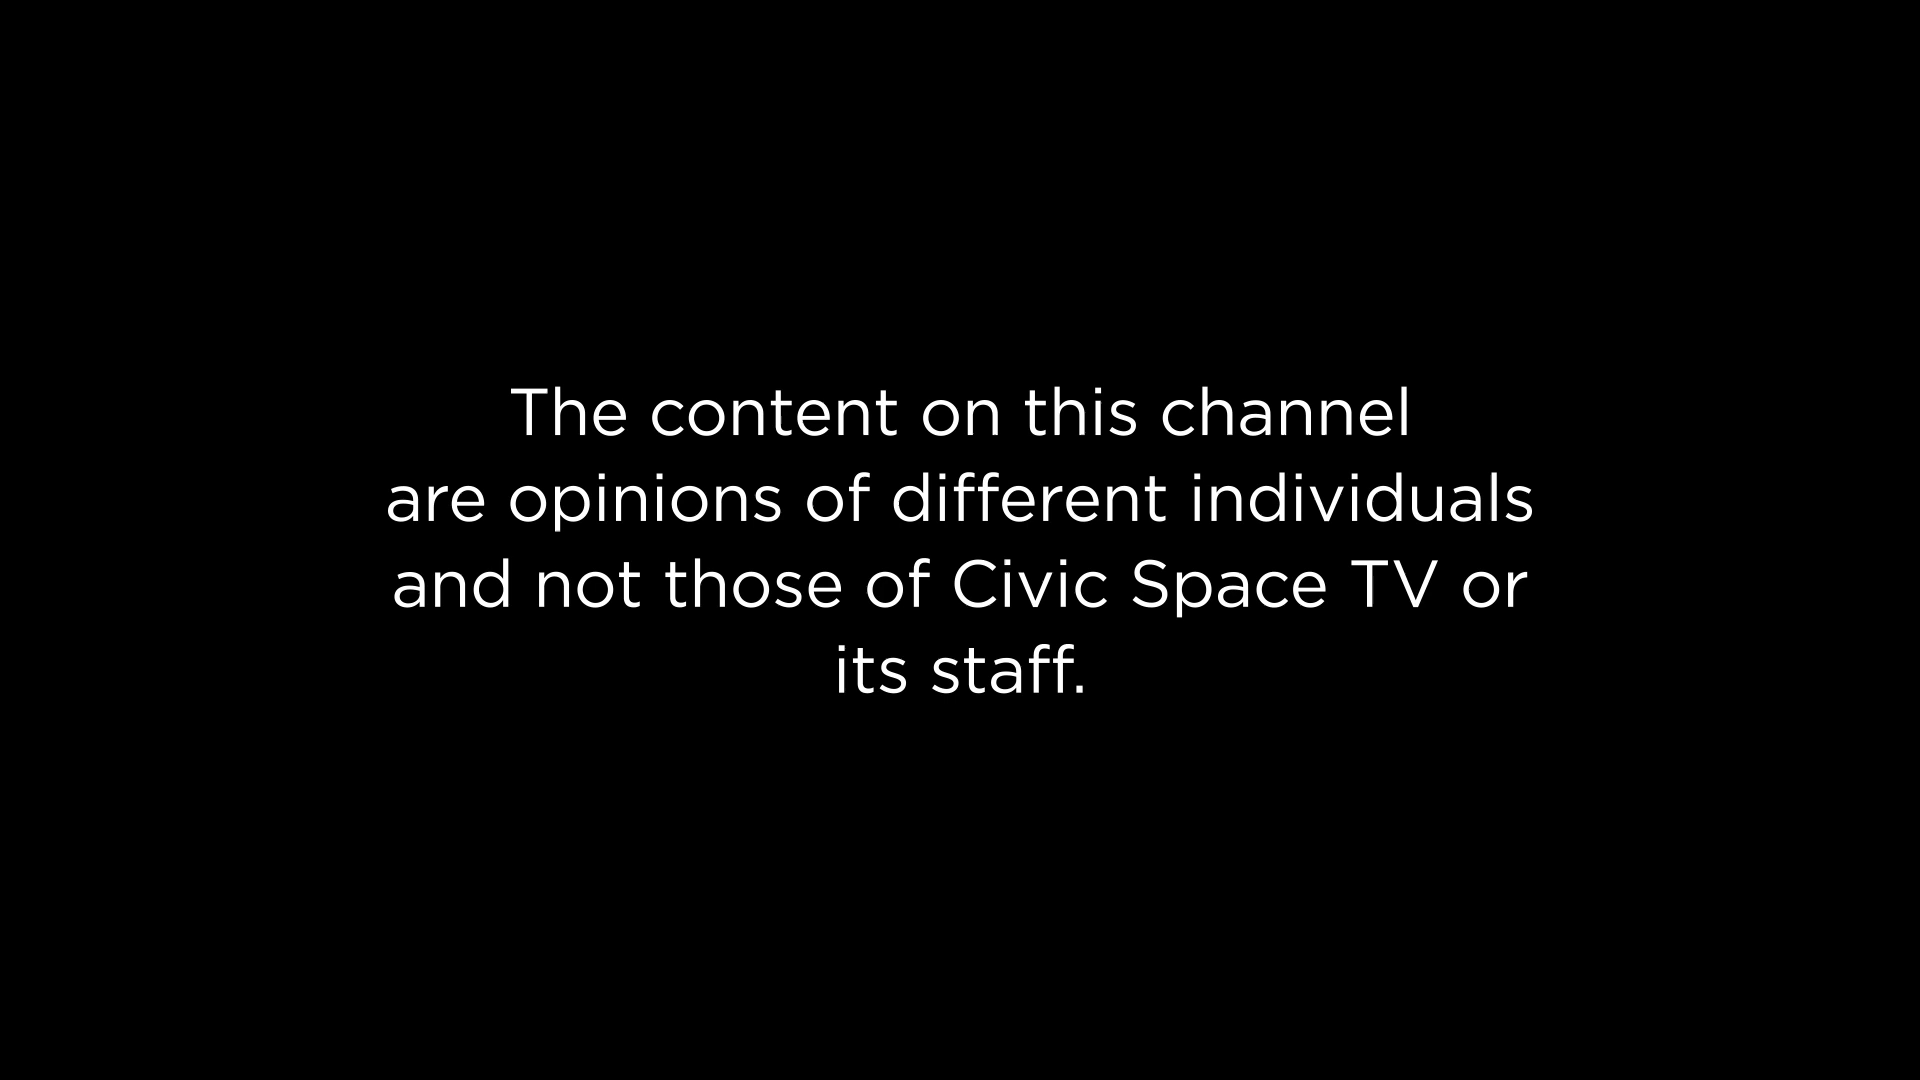 The content on this channel
are opinions of different individuals
and not those of Civic Space TV or
its staff.